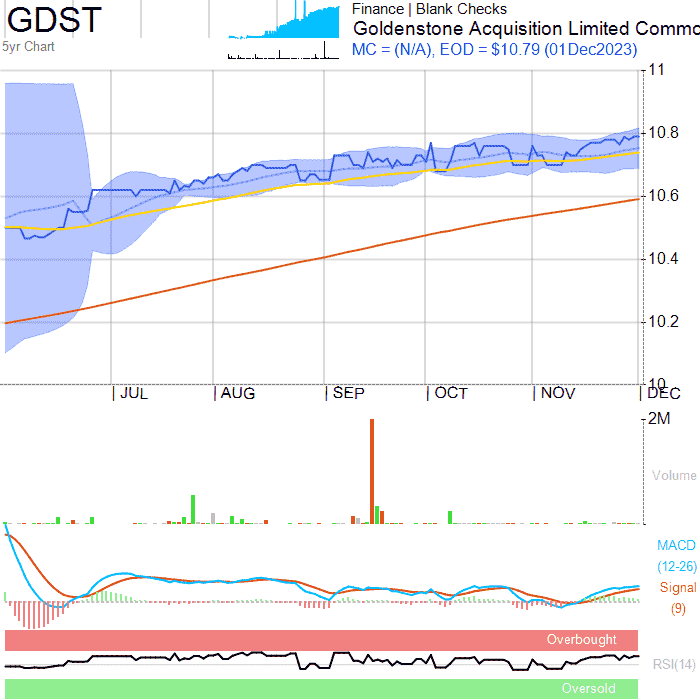 GDST
5yr Chart
Finance | Blank Checks
Goldenstone Acquisition Limited Commo
MC = (N/A), EOD = $10.79 (01Dec2023)
11
10.8
10.6
10.4
10.2
10
JUL AUG SEP OCT NOV DEC
2M
Volume
MACD
(12-26)
Signal
(9)
Overbought
RSI(14)
Oversold